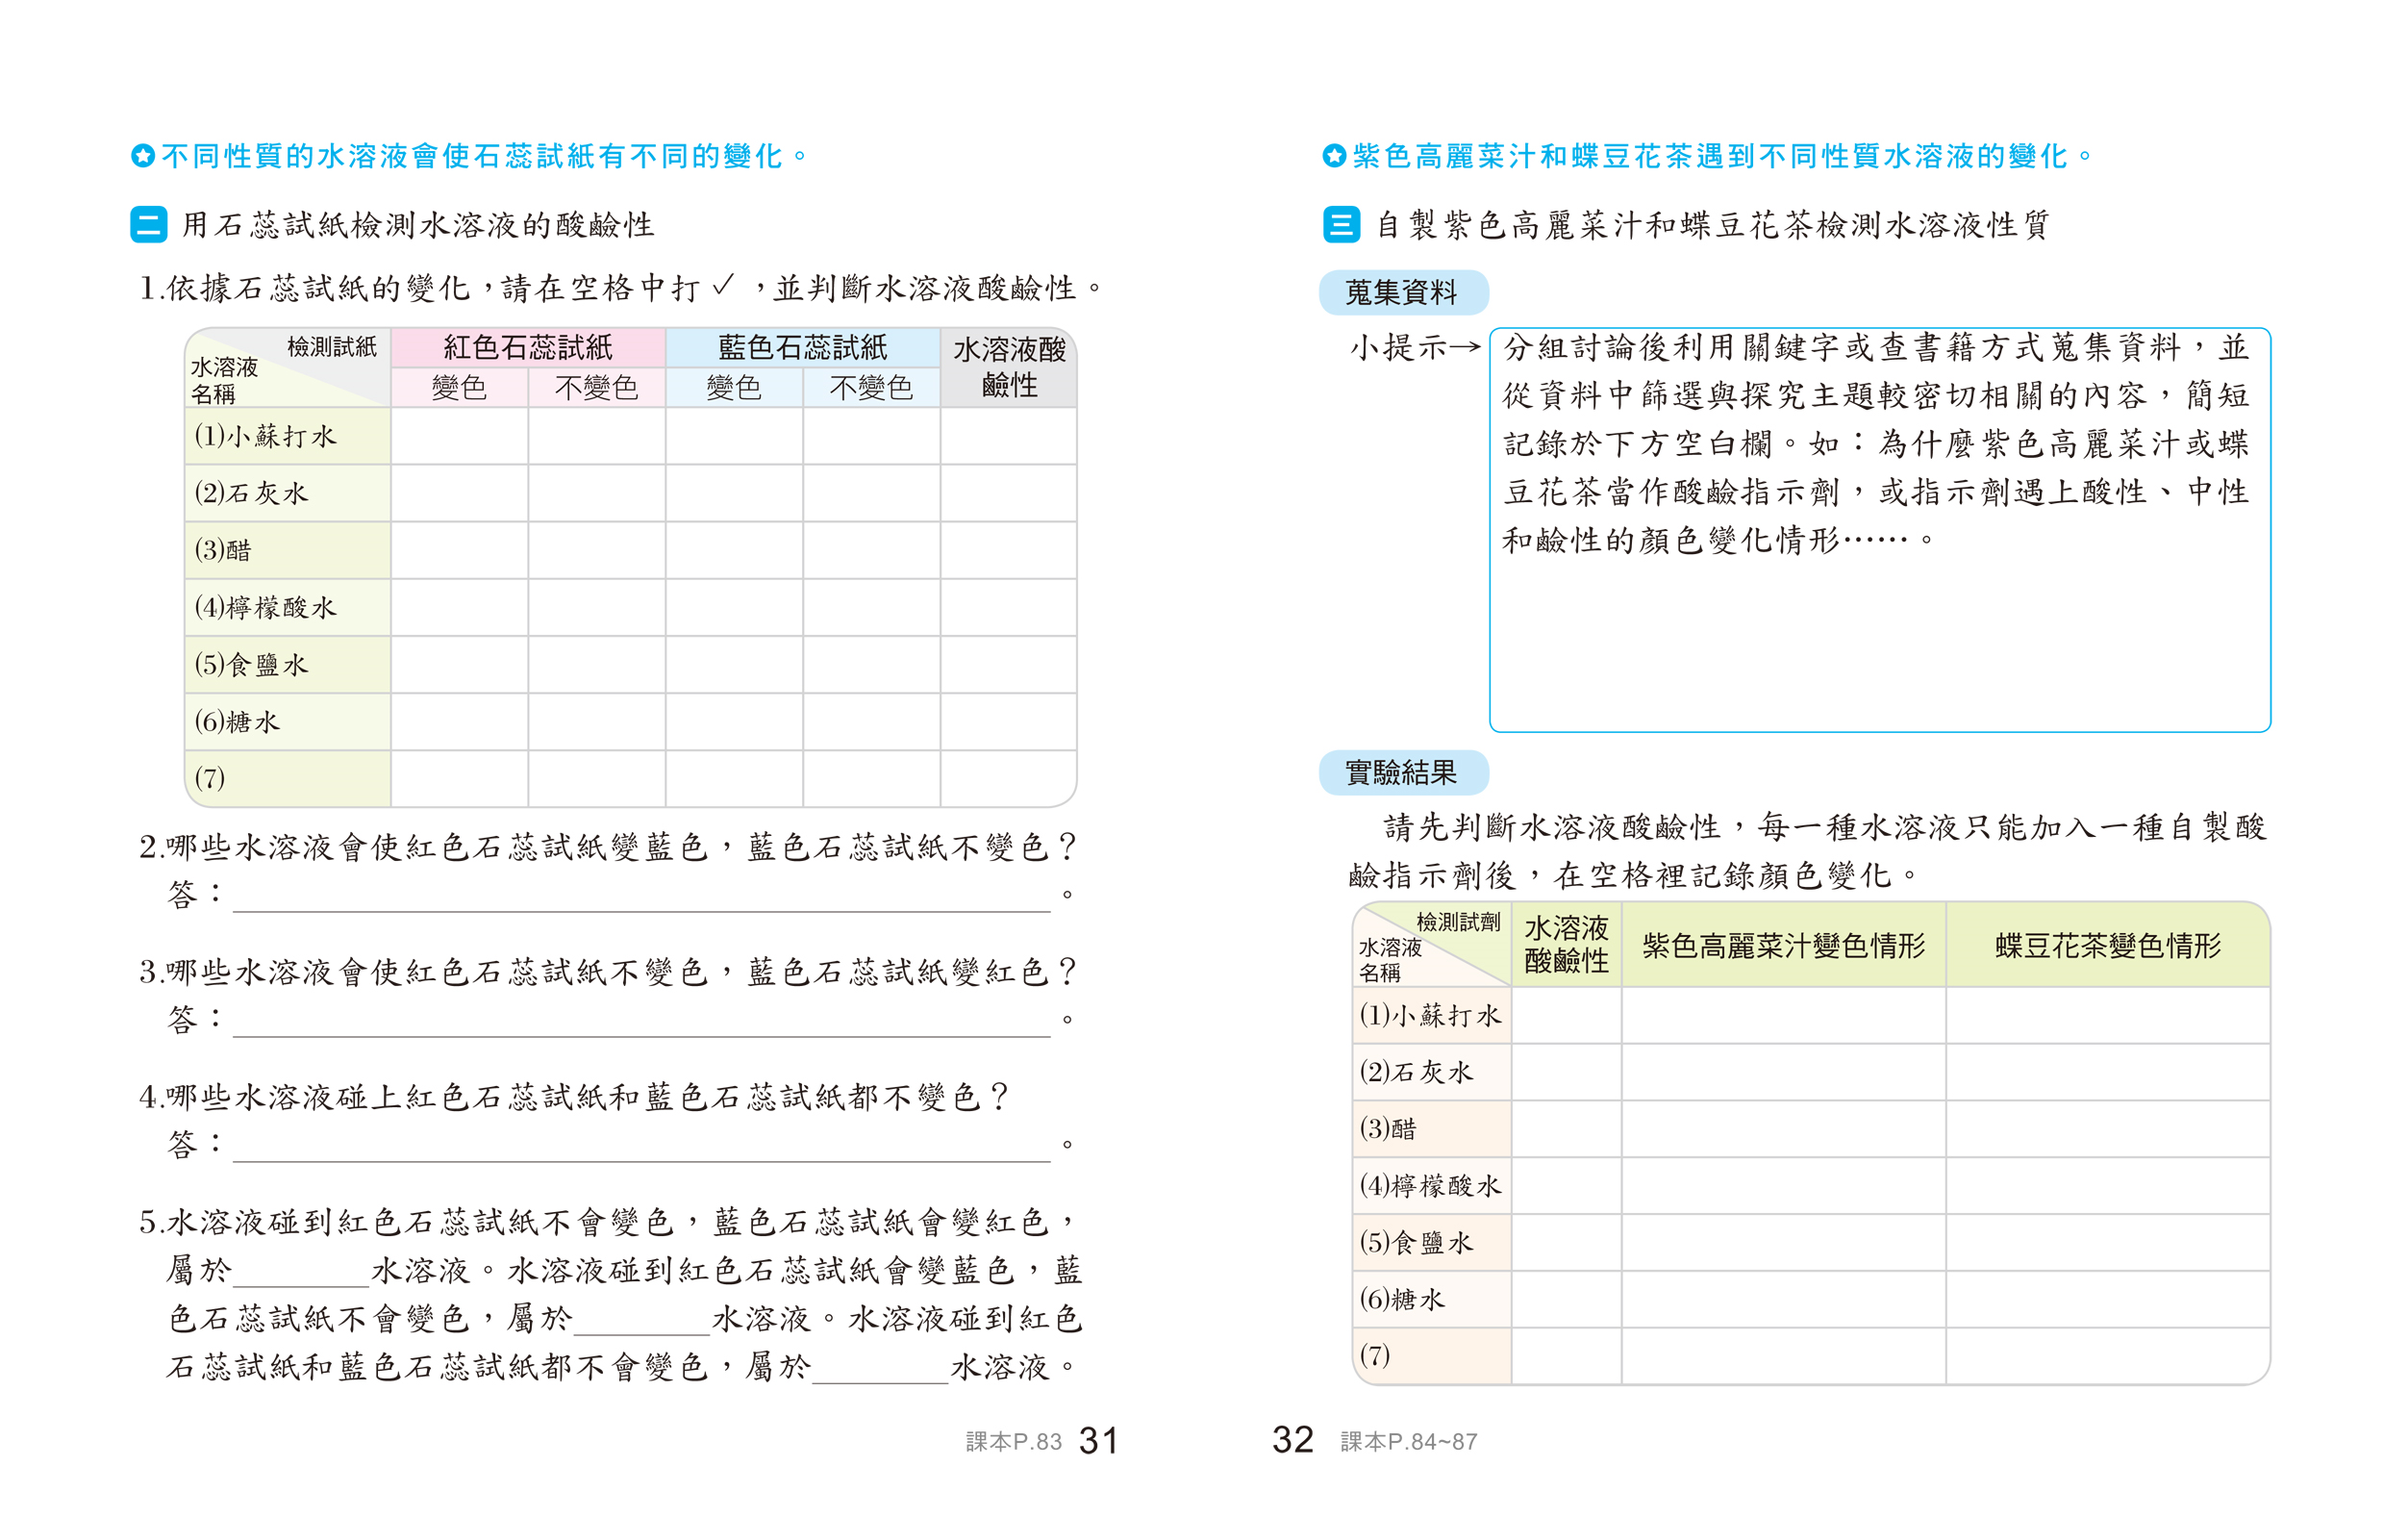 不同性質的水溶液會使石蕊試紙有不同的變化。
二 用石蕊試紙檢測水溶液的酸鹼性
1.依據石蕊試紙的變化,請在空格中打✓,並判斷水溶液酸鹼性。
檢測試紙
水溶液
名稱
紅色石蕊試紙 藍色石蕊試紙 水溶液酸
鹼性
變色 不變色 變色 不變色
(1)小蘇打水
(2)石灰水
(3)醋
(4)檸檬酸水
(5)食鹽水
(6)糖水
(7)
2.哪些水溶液會使紅色石蕊試紙變藍色,藍色石蕊試紙不變色?
答:。
3.哪些水溶液會使紅色石蕊試紙不變色,藍色石蕊試紙變紅色?
答:。
4.哪些水溶液碰上紅色石蕊試紙和藍色石蕊試紙都不變色?
答:。
5.水溶液碰到紅色石蕊試紙不會變色,藍色石蕊試紙會變紅色,
屬於________水溶液。水溶液碰到紅色石蕊試紙會變藍色,藍
色石蕊試紙不會變色,屬於________水溶液。水溶液碰到紅色
石蕊試紙和藍色石蕊試紙都不會變色,屬於________水溶液。
課本P.83 31
紫色高麗菜汁和蝶豆花茶遇到不同性質水溶液的變化。
三 自製紫色高麗菜汁和蝶豆花茶檢測水溶液性質
蒐集資料
小提示→
分組討論後利用關鍵字或查書籍方式蒐集資料,並
從資料中篩選與探究主題較密切相關的內容,簡短
記錄於下方空白欄。如:為什麼紫色高麗菜汁或蝶
豆花茶當作酸鹼指示劑,或指示劑遇上酸性、中性
和鹼性的顏色變化情形……。
實驗結果
請先判斷水溶液酸鹼性,每一種水溶液只能加入一種自製酸
鹼指示劑後,在空格裡記錄顏色變化。
檢測試劑
水溶液
名稱
水溶液
酸鹼性
紫色高麗菜汁變色情形 蝶豆花茶變色情形
(1)小蘇打水
(2)石灰水
(3)醋
(4)檸檬酸水
(5)食鹽水
(6)糖水
(7)
32 課本P.84~87